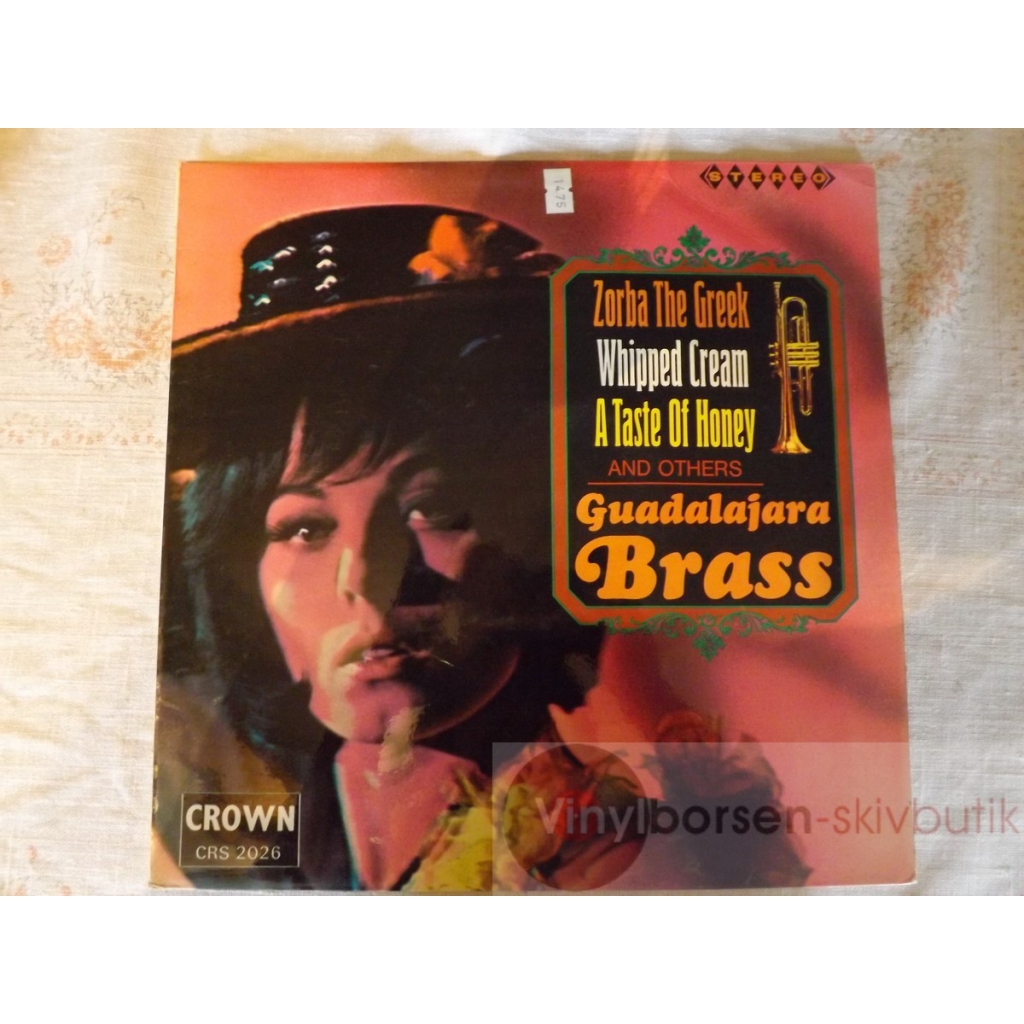 STEREO
1475
Zorba The Greek
Whipped Cream
A Taste Of Honey
AND OTHERS
Guadalajara
Brass
Vinylborsen-skivbutik
CROWN
CRS 2026